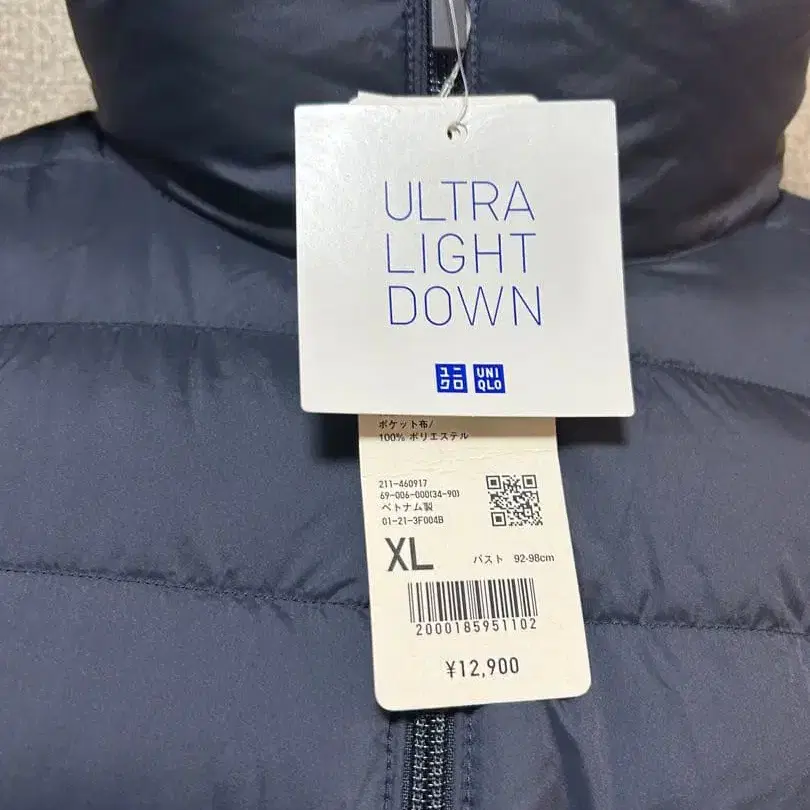 ULTRA
LIGHT
DOWN
ユニ
クロ
UNI
QLO
ポケット布/
100% ポリエステル
211-460917
69-006-000(34-90)
ベトナム製
01-21-3F004B
XL バスト 92-98cm
2000185951102
¥12,900